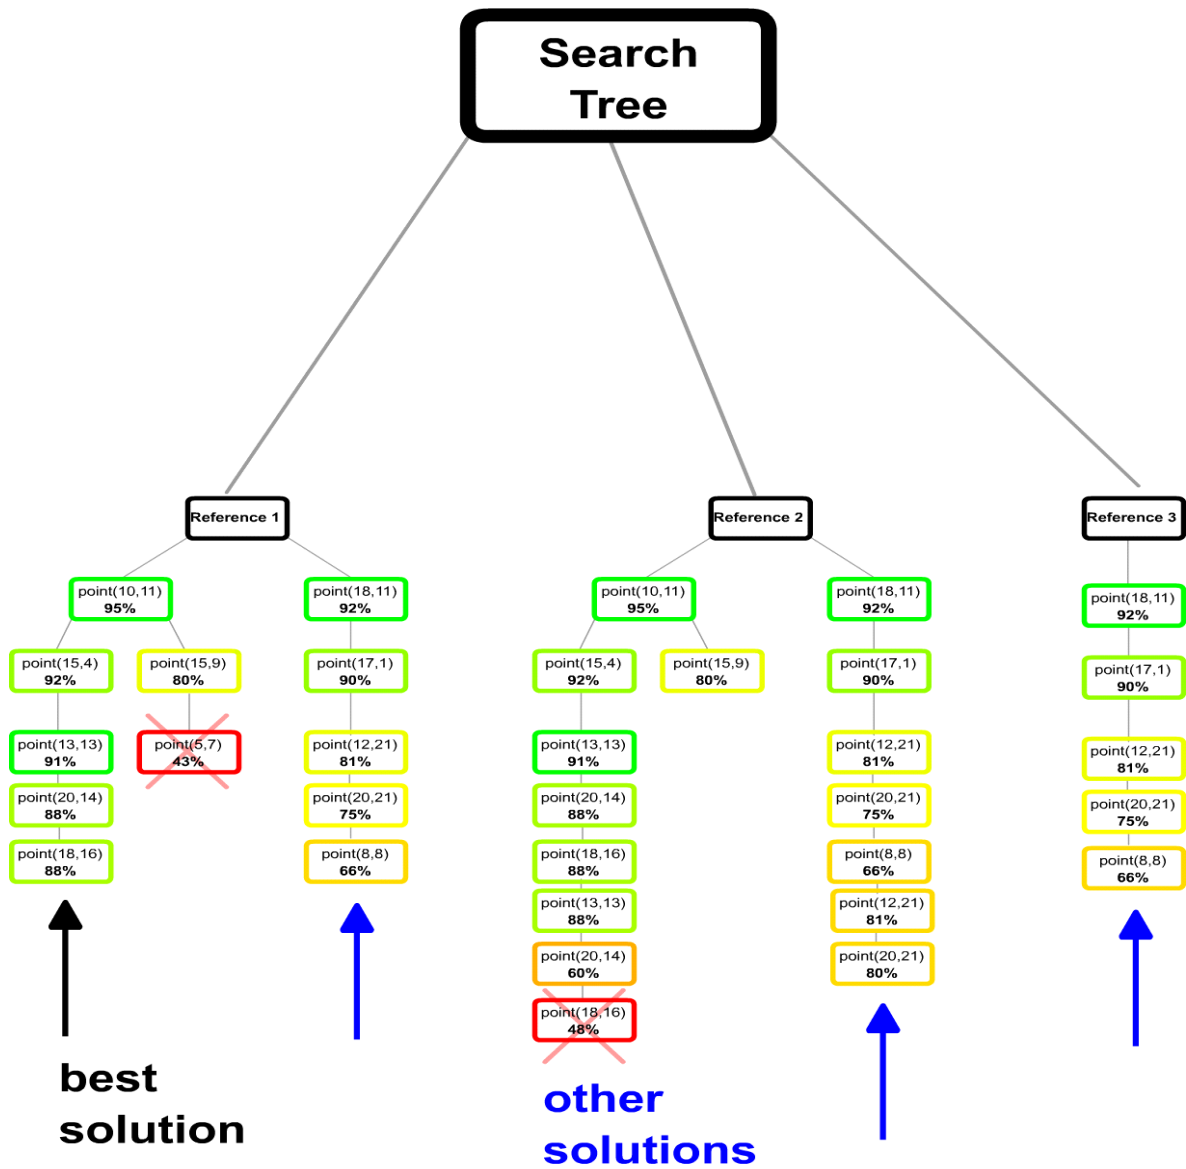 Search
Tree
Reference 1
Reference 2
Reference 3
point(10,11)
95%
point(18,11)
92%
point(15,4)
92%
point(15,9)
80%
point(17,1)
90%
point(13,13)
91%
point(5,7)
43%
point(12,21)
81%
point(20,14)
88%
point(20,21)
75%
point(18,16)
88%
point(8,8)
66%
point(10,11)
95%
point(18,11)
92%
point(15,4)
92%
point(15,9)
80%
point(17,1)
90%
point(13,13)
91%
point(12,21)
81%
point(20,14)
88%
point(20,21)
75%
point(18,16)
88%
point(8,8)
66%
point(13,13)
88%
point(12,21)
81%
point(20,14)
60%
point(20,21)
80%
point(18,16)
48%
point(18,11)
92%
point(17,1)
90%
point(12,21)
81%
point(20,21)
75%
point(8,8)
66%
best
solution
other
solutions